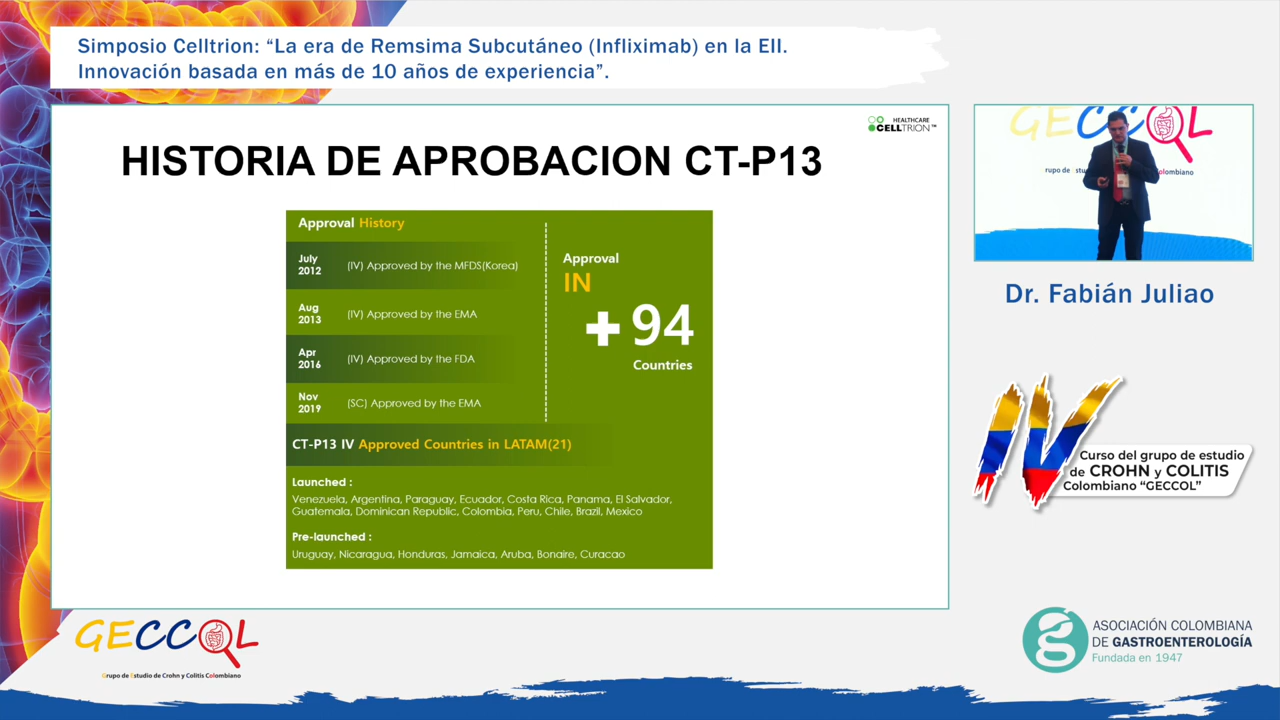 Simposio Celltrion: “La era de Remsima Subcutáneo (Infliximab) en la EII.
Innovación basada en más de 10 años de experiencia”.
HEALTHCARE
CELLTRION™
HISTORIA DE APROBACION CT-P13
Approval History
July 2012 (IV) Approved by the MFDS(Korea)
Aug 2013 (IV) Approved by the EMA
Apr 2016 (IV) Approved by the FDA
Nov 2019 (SC) Approved by the EMA
Approval
IN
+94
Countries
CT-P13 IV Approved Countries in LATAM(21)
Launched :
Venezuela, Argentina, Paraguay, Ecuador, Costa Rica, Panama, El Salvador,
Guatemala, Dominican Republic, Colombia, Peru, Chile, Brazil, Mexico
Pre-launched :
Uruguay, Nicaragua, Honduras, Jamaica, Aruba, Bonaire, Curacao
GECCOL
rupo de
lombiano
Dr. Fabián Juliao
IV
Curso del grupo de estudio
de CROHN y COLITIS
Colombiano “GECCOL”
GECCOL
Grupo de Estudio de Crohn y Colitis Colombiano
ASOCIACIÓN COLOMBIANA
DE GASTROENTEROLOGÍA
Fundada en 1947